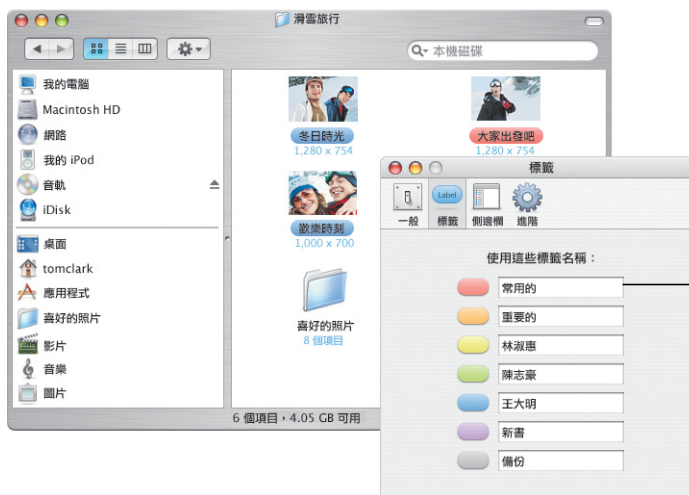 滑雪旅行
本機磁碟
我的電腦
Macintosh HD
網路
我的 iPod
音軌
iDisk
桌面
tomclark
應用程式
喜好的照片
影片
音樂
圖片
冬日時光
1,280 x 754
大家出發吧
1,280 x 754
歡樂時刻
1,000 x 700
喜好的照片
8 個項目
6 個項目，4.05 GB 可用
標籤
Label
一般 標籤 側邊欄 進階
使用這些標籤名稱：
常用的
重要的
林淑惠
陳志豪
王大明
新書
備份